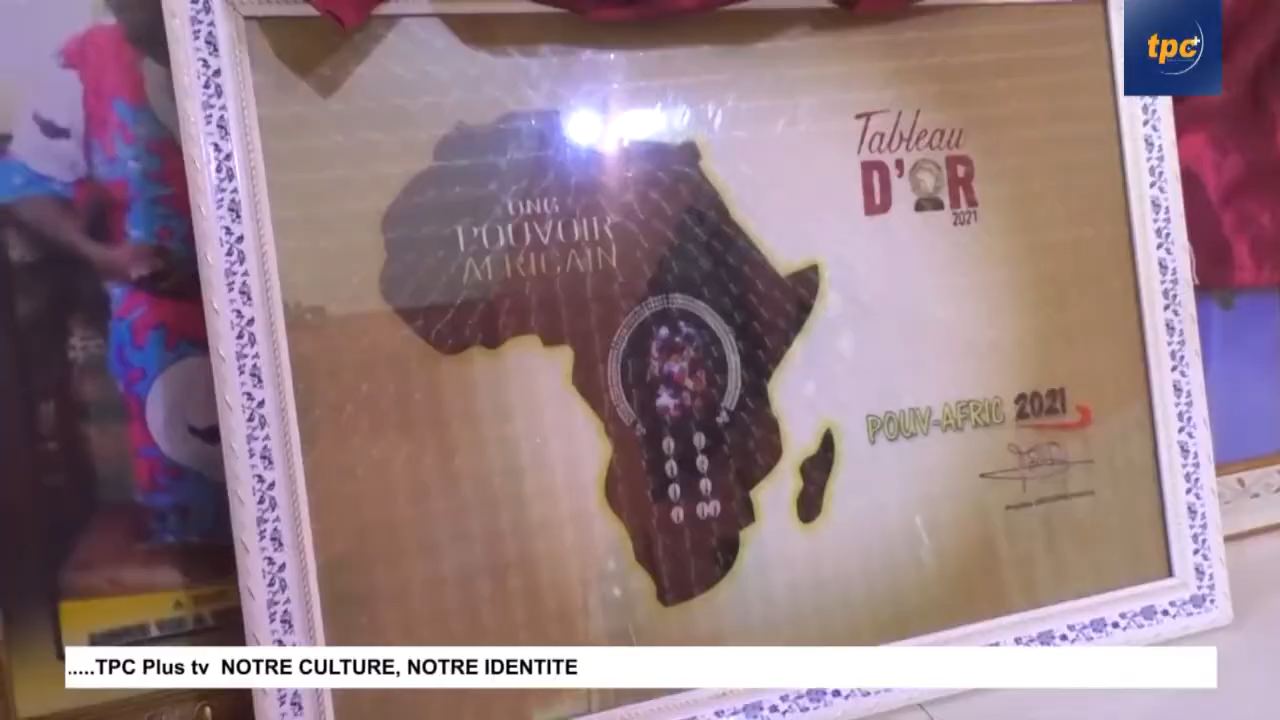 tpc+
Tableau
D'OR
2021
ONG
POUVOIR
AFRICAIN
POUV-AFRIC 2021
.....TPC Plus tv NOTRE CULTURE, NOTRE IDENTITE